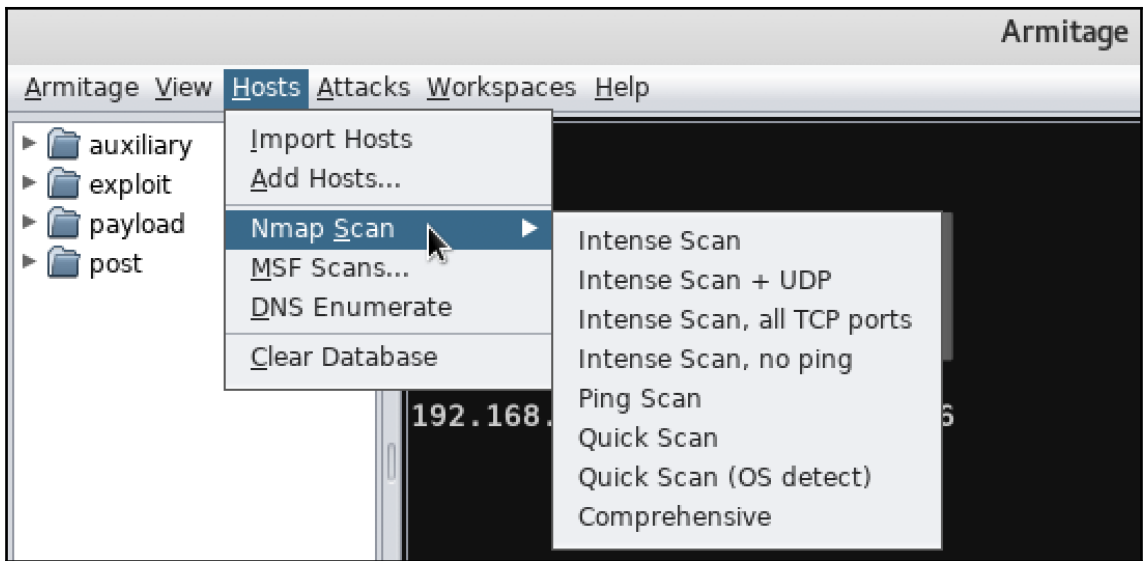 Armitage
Armitage View Hosts Attacks Workspaces Help
auxiliary
exploit
payload
post
Import Hosts
Add Hosts...
Nmap Scan
MSF Scans...
DNS Enumerate
Clear Database
Intense Scan
Intense Scan + UDP
Intense Scan, all TCP ports
Intense Scan, no ping
Ping Scan
Quick Scan
Quick Scan (OS detect)
Comprehensive
192.168.